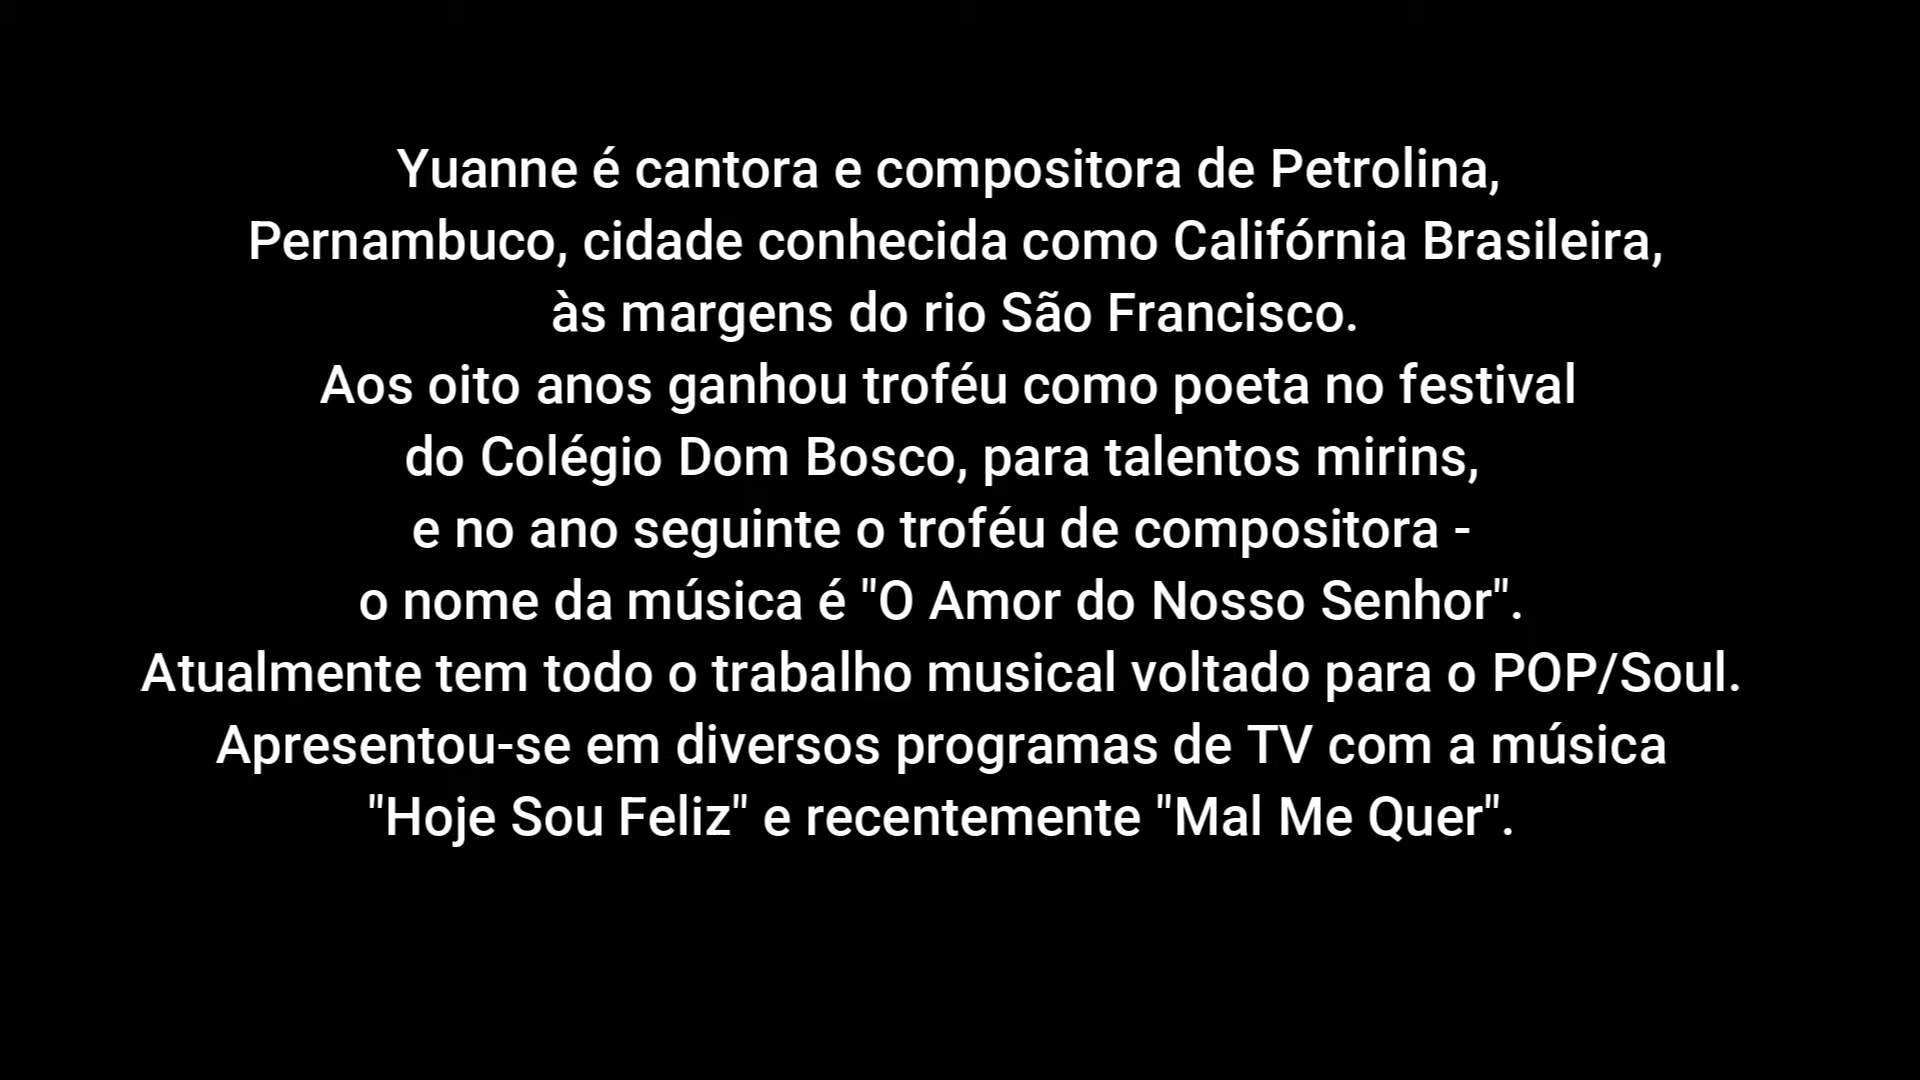 Yuanne é cantora e compositora de Petrolina,
Pernambuco, cidade conhecida como Califórnia Brasileira,
às margens do rio São Francisco.
Aos oito anos ganhou troféu como poeta no festival
do Colégio Dom Bosco, para talentos mirins,
e no ano seguinte o troféu de compositora -
o nome da música é "O Amor do Nosso Senhor".
Atualmente tem todo o trabalho musical voltado para o POP/Soul.
Apresentou-se em diversos programas de TV com a música
"Hoje Sou Feliz" e recentemente "Mal Me Quer".